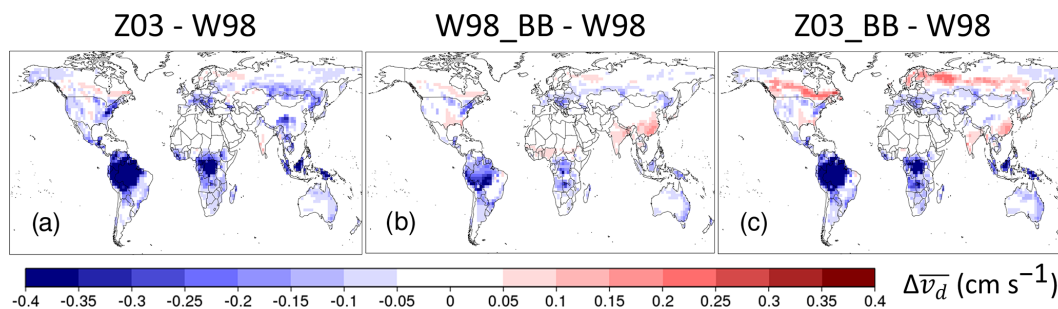 Z03 - W98
W98_BB - W98
Z03_BB - W98
(a)
(b)
(c)
-0.4 -0.35 -0.3 -0.25 -0.2 -0.15 -0.1 -0.05 0 0.05 0.1 0.15 0.2 0.25 0.3 0.35 0.4
Δv̅_d̅ (cm s⁻¹)